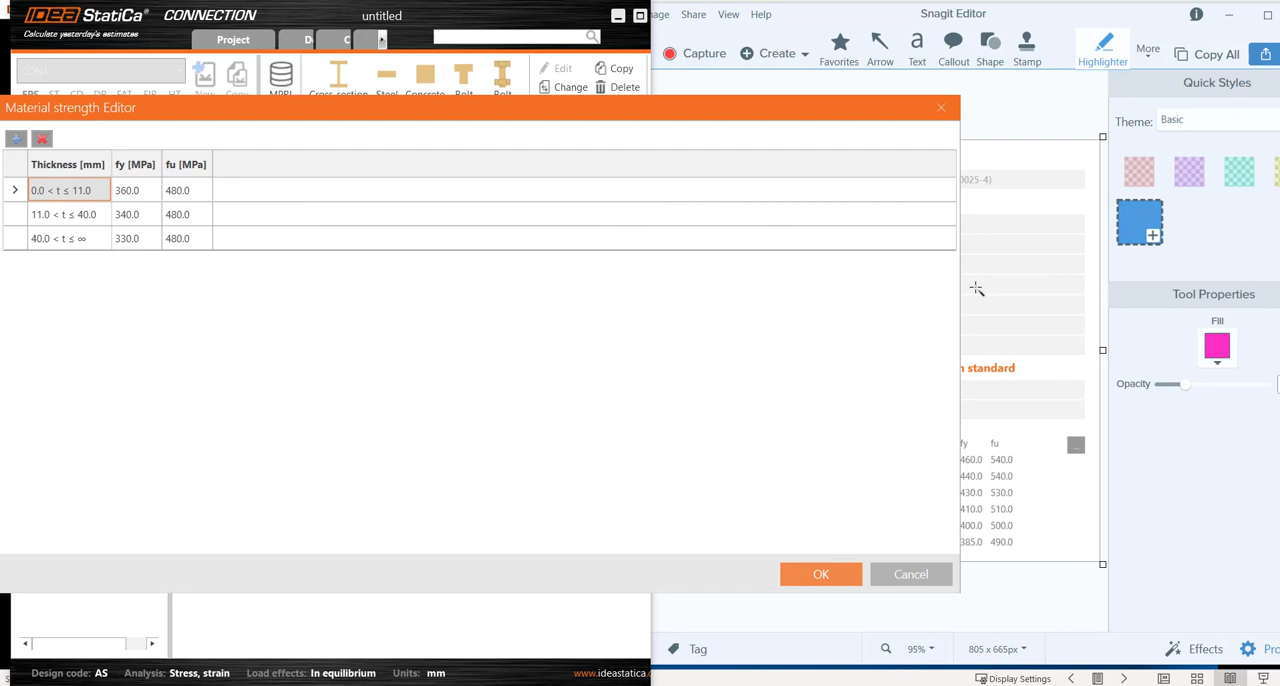 IDEA StatiCa® CONNECTION
Calculate yesterday's estimates
untitled
Project
D
C
Edit
Copy
Change
Delete
New
Copy
Material strength Editor
Thickness [mm] fy [MPa] fu [MPa]
0.0 < t ≤ 11.0 360.0 480.0
11.0 < t ≤ 40.0 340.0 480.0
40.0 < t ≤ ∞ 330.0 480.0
OK
Cancel
Design code: AS Analysis: Stress, strain Load effects: In equilibrium Units: mm
www.ideastatica.c
Share View Help
Snagit Editor
Capture
Create
Favorites Arrow Text Callout Shape Stamp
Highlighter
More
Copy All
Quick Styles
Theme: Basic
0025-4)
Tool Properties
Fill
Opacity
n standard
fy fu
460.0 540.0
440.0 540.0
430.0 530.0
410.0 510.0
400.0 500.0
385.0 490.0
Tag
95%
805 x 665px
Effects
Display Settings